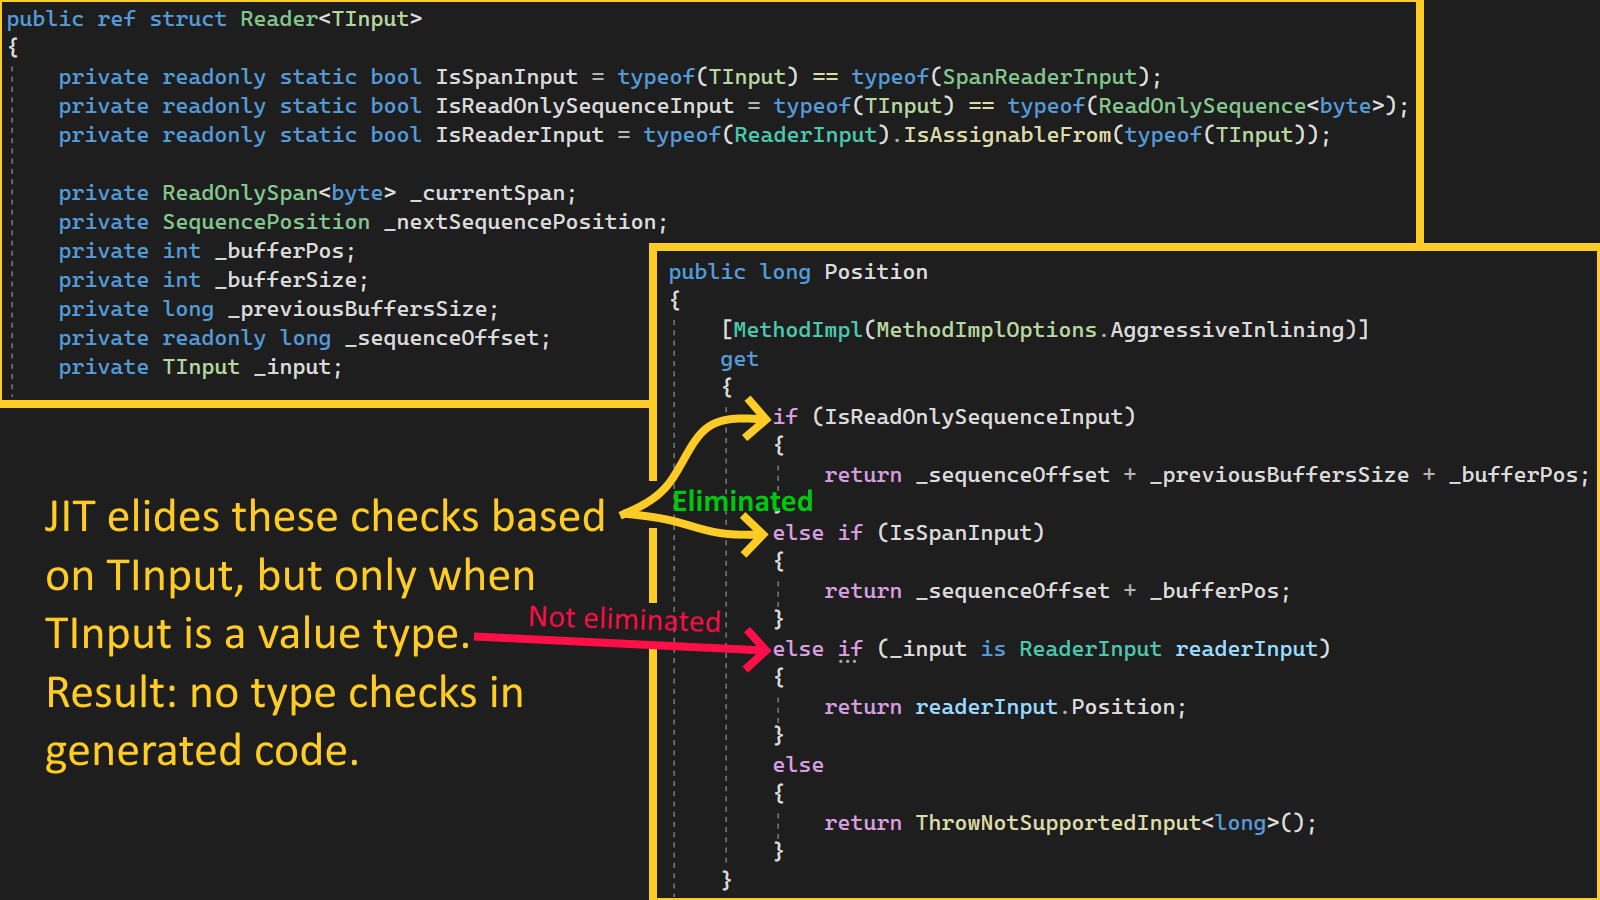 public ref struct Reader<TInput>
{
    private readonly static bool IsSpanInput = typeof(TInput) == typeof(SpanReaderInput);
    private readonly static bool IsReadOnlySequenceInput = typeof(TInput) == typeof(ReadOnlySequence<byte>);
    private readonly static bool IsReaderInput = typeof(ReaderInput).IsAssignableFrom(typeof(TInput));
    private ReadOnlySpan<byte> _currentSpan;
    private SequencePosition _nextSequencePosition;
    private int _bufferPos;
    private int _bufferSize;
    private long _previousBuffersSize;
    private readonly long _sequenceOffset;
    private TInput _input;
public long Position
{
    [MethodImpl(MethodImplOptions.AggressiveInlining)]
    get
    {
        if (IsReadOnlySequenceInput)
        {
            return _sequenceOffset + _previousBuffersSize + _bufferPos;
        }
        else if (IsSpanInput)
        {
            return _sequenceOffset + _bufferPos;
        }
        else if (_input is ReaderInput readerInput)
        {
            return readerInput.Position;
        }
        else
        {
            return ThrowNotSupportedInput<long>();
        }
    }
JIT elides these checks based
on TInput, but only when
TInput is a value type.
Result: no type checks in
generated code.
Eliminated
Not eliminated